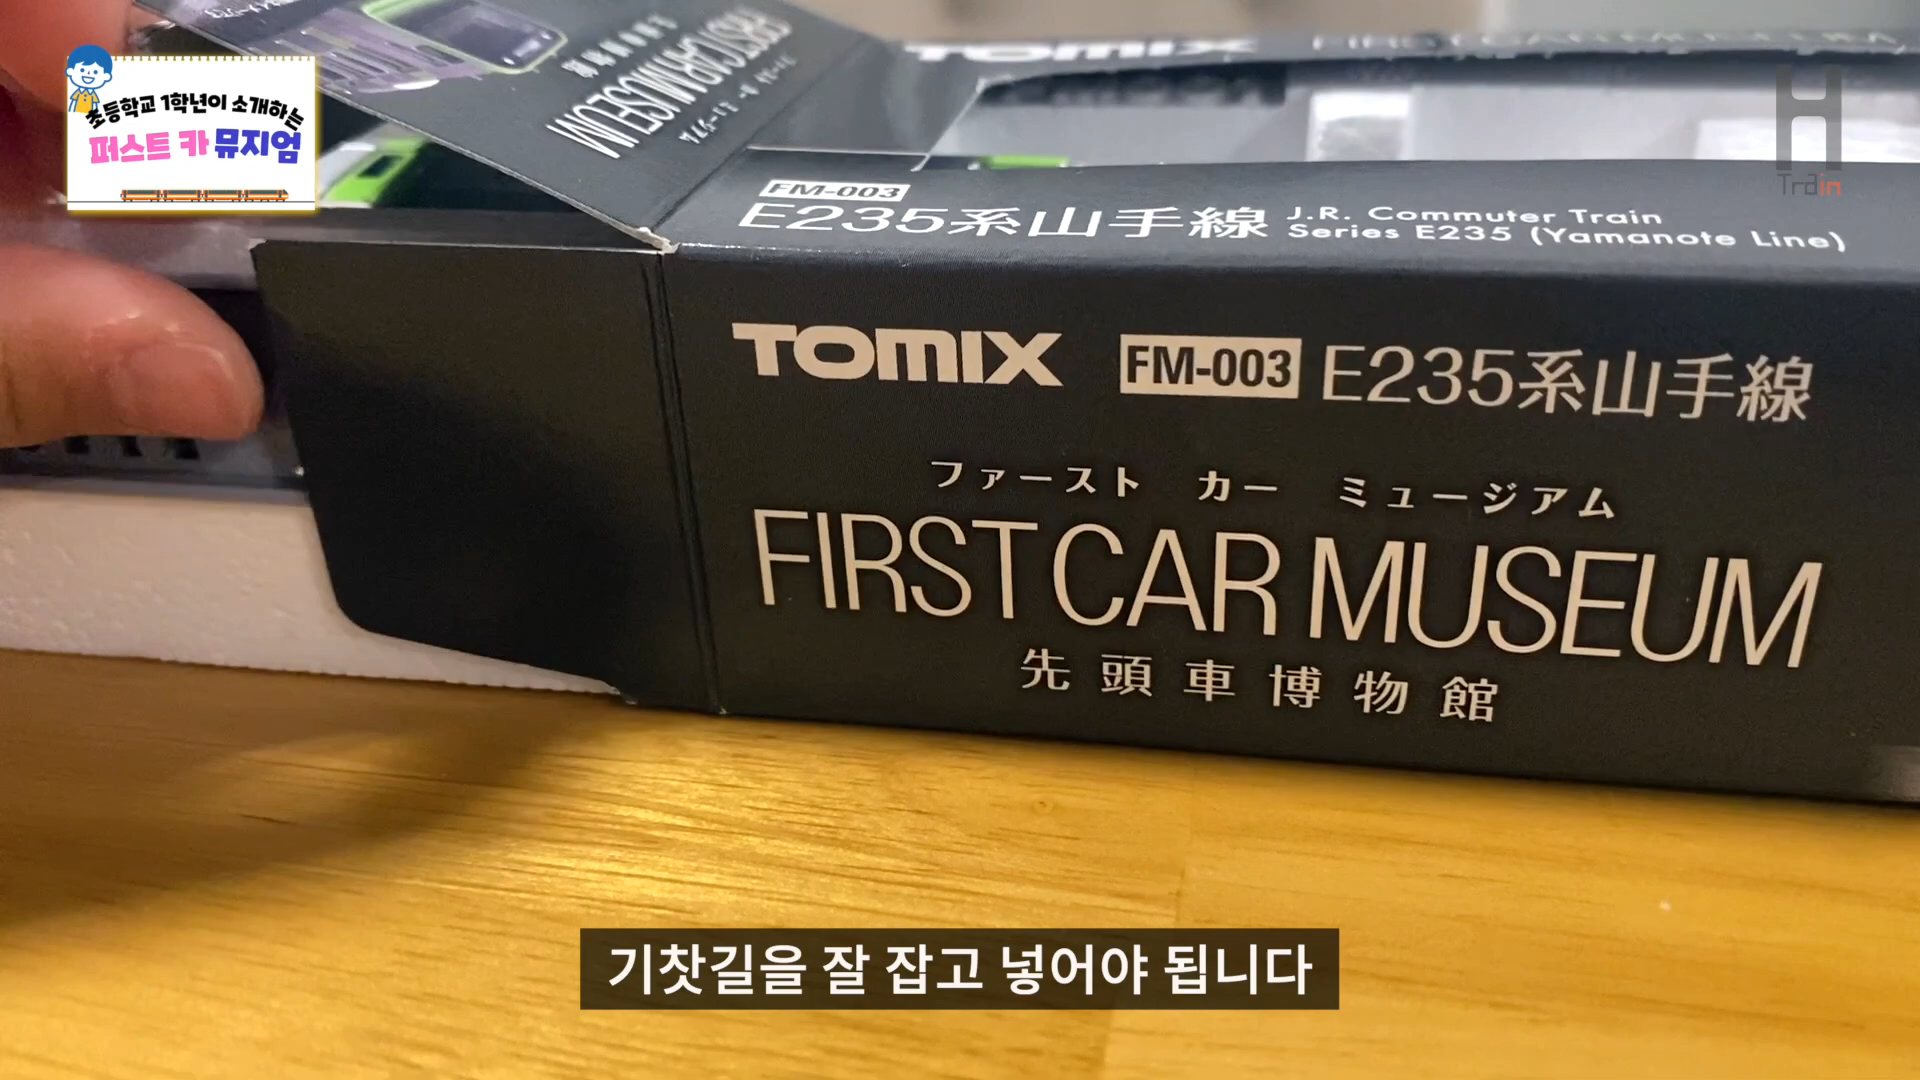 초등학교 1학년이 소개하는
퍼스트 카 뮤지엄
FIRST CAR MUSEUM
TOMIX
H
Train
FM-003
E235系山手線
J.R. Commuter Train
Series E235 (Yamanote Line)
TOMIX FM-003 E235系山手線
ファースト カー ミュージアム
FIRST CAR MUSEUM
先頭車博物館
기찻길을 잘 잡고 넣어야 됩니다